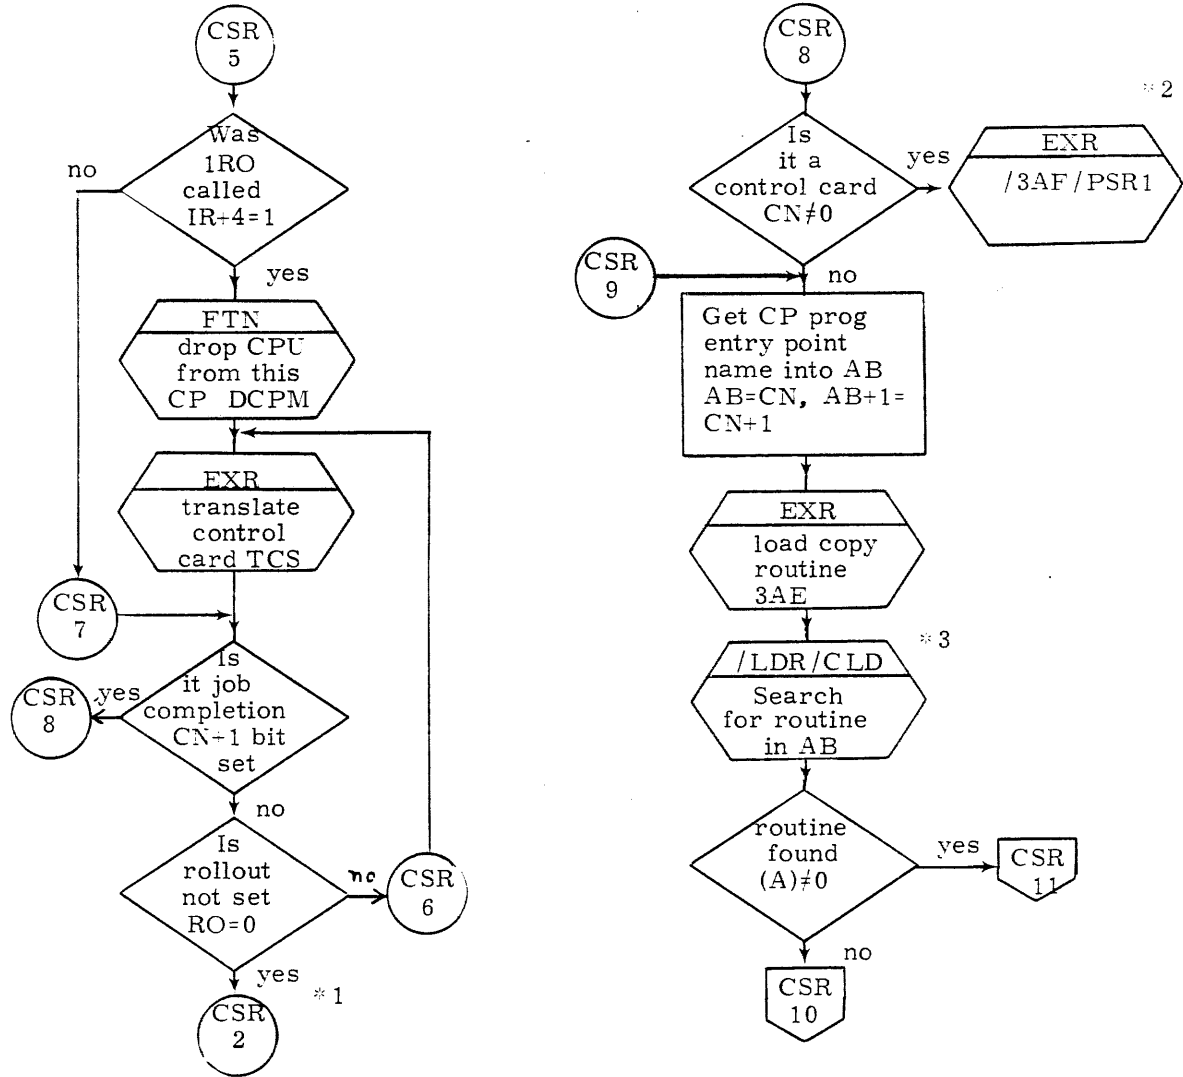 CSR
5
Was
1RO
called
IR+4=1
no
yes
FTN
drop CPU
from this
CP DCPM
EXR
translate
control
card TCS
CSR
7
Is
it job
completion
CN+1 bit
set
yes
CSR
8
no
Is
rollout
not set
RO=0
no
CSR
6
yes
*1
CSR
2
CSR
8
*2
Is
it a
control card
CN≠0
yes
EXR
/3AF/PSR1
CSR
9
no
Get CP prog
entry point
name into AB
AB=CN, AB+1=
CN+1
EXR
load copy
routine
3AE
*3
/LDR/CLD
Search
for routine
in AB
routine
found
(A)≠0
yes
CSR
11
no
CSR
10